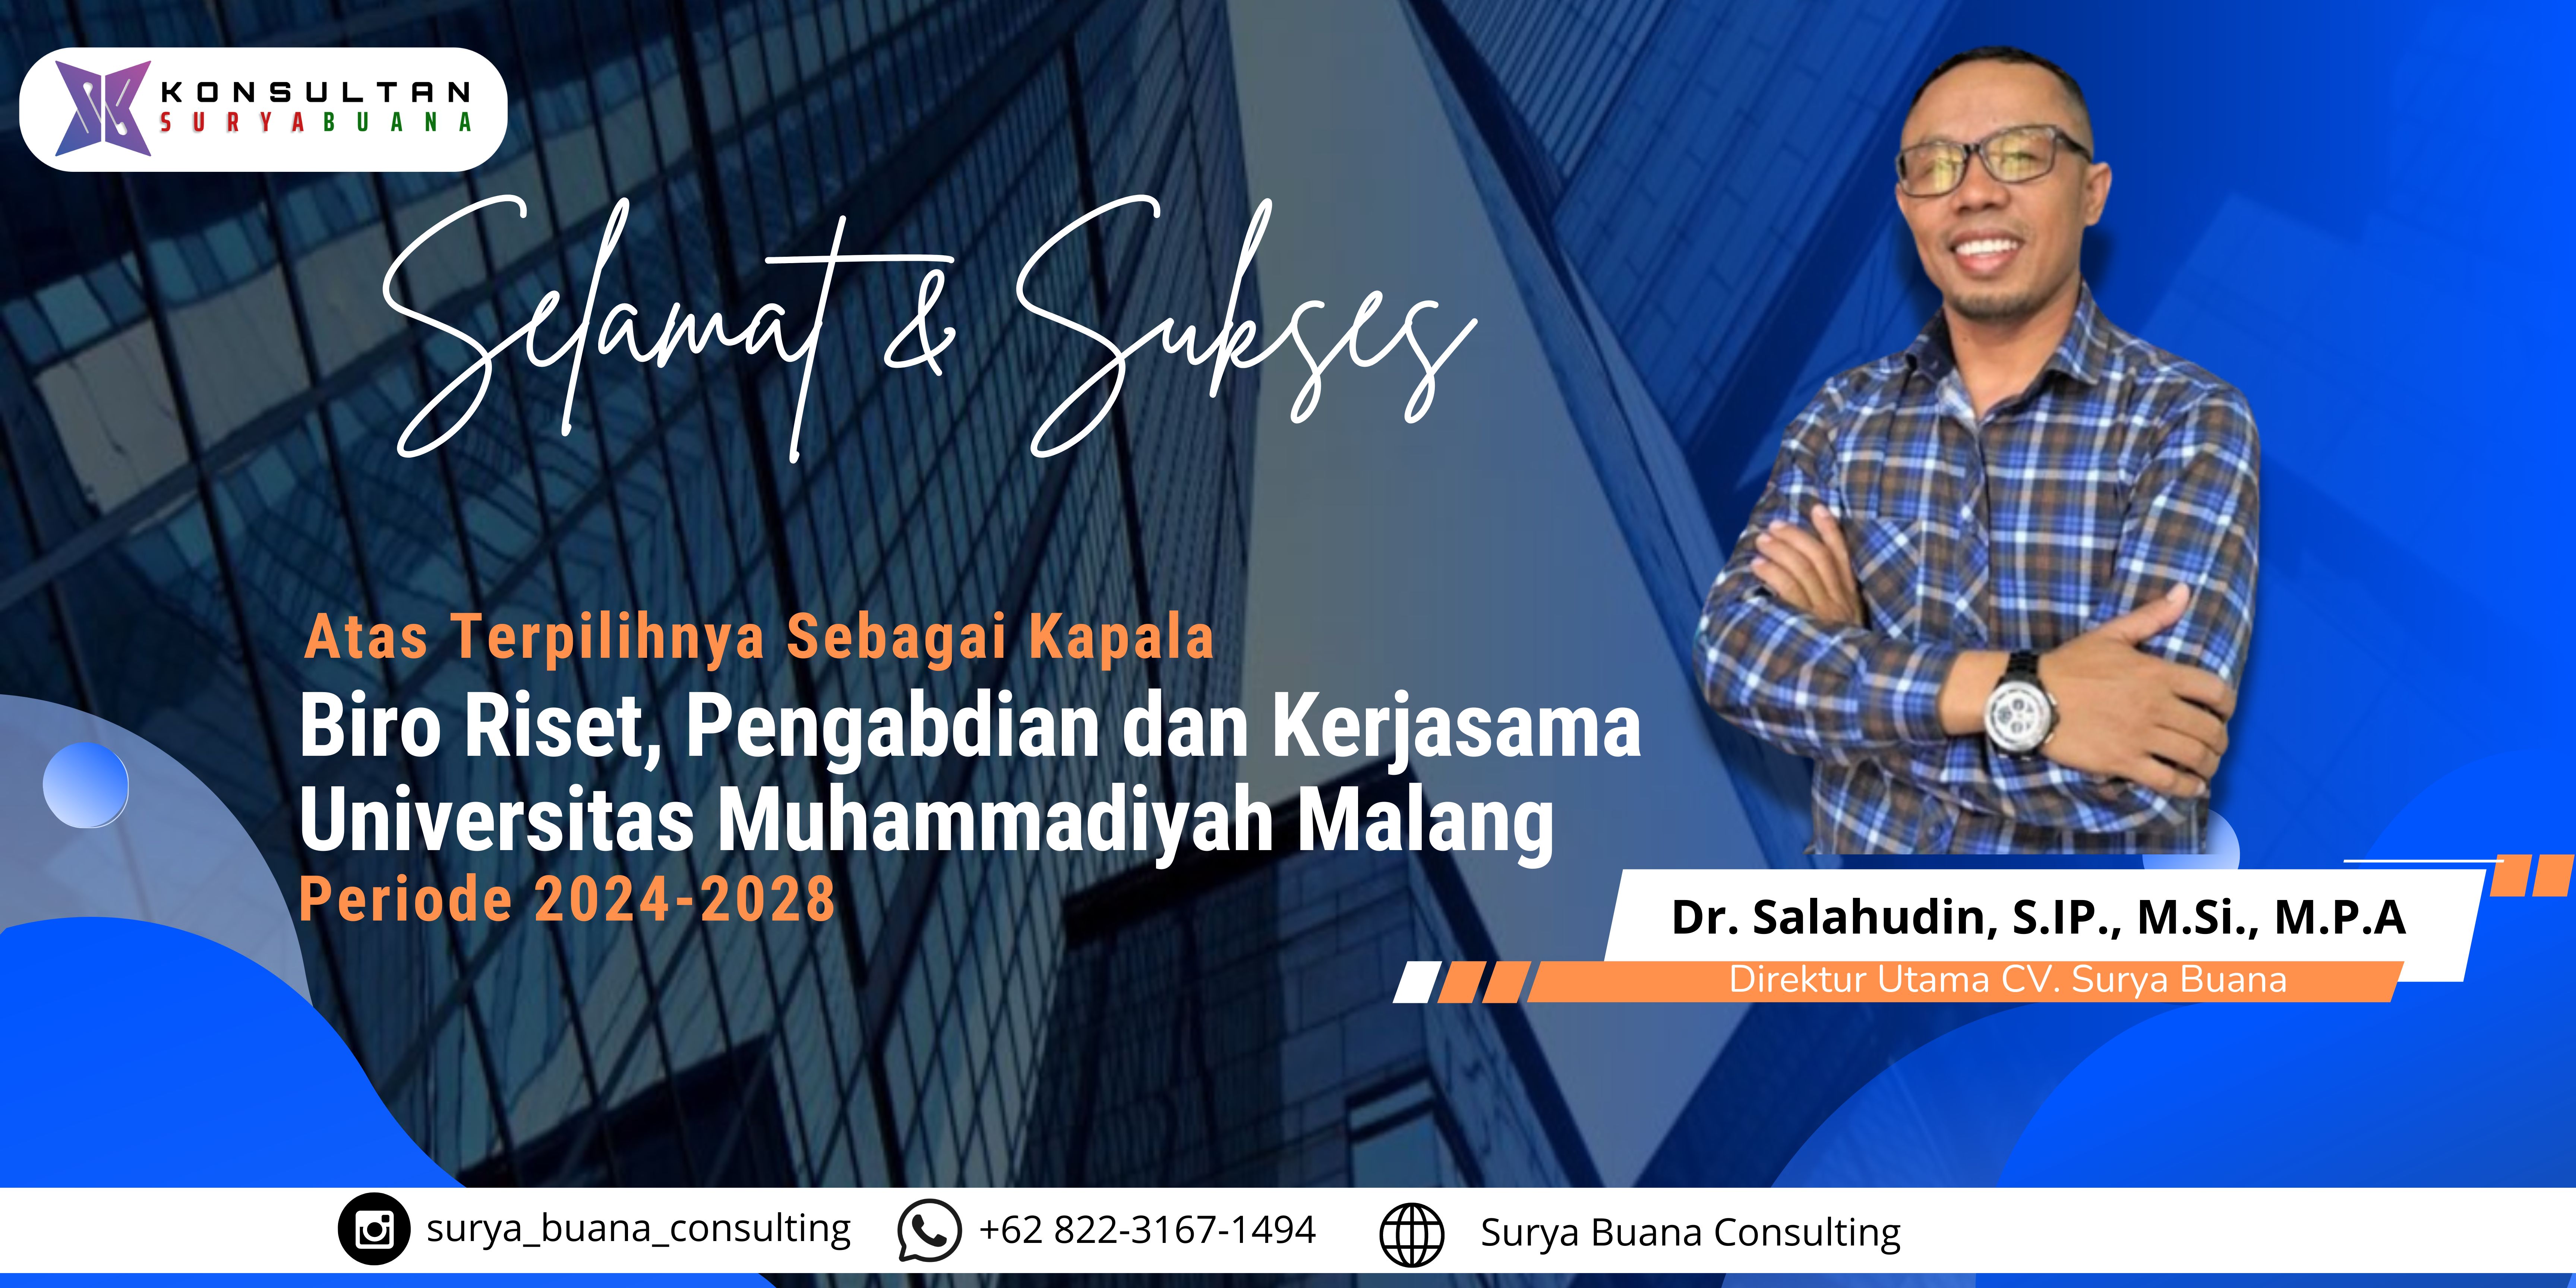 KONSULTAN
SURYABUANA
Selamat & Sukses
Atas Terpilihnya Sebagai Kapala
Biro Riset, Pengabdian dan Kerjasama
Universitas Muhammadiyah Malang
Periode 2024-2028
Dr. Salahudin, S.IP., M.Si., M.P.A
Direktur Utama CV. Surya Buana
surya_buana_consulting
+62 822-3167-1494
Surya Buana Consulting